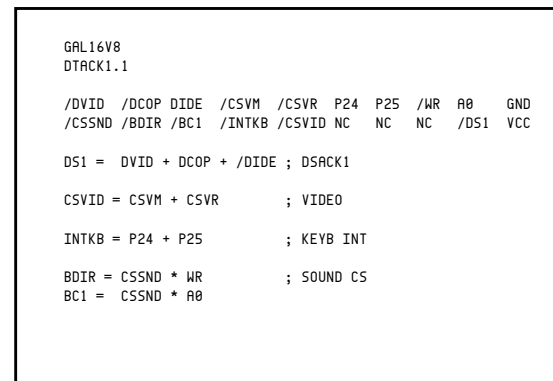 GAL16V8
DTACK1.1
/DVID /DCOP DIDE /CSVM /CSVR P24 P25 /WR A0 GND
/CSSND /BDIR /BC1 /INTKB /CSVID NC NC NC /DS1 VCC
DS1 = DVID + DCOP + /DIDE ; DSACK1
CSVID = CSVM + CSVR ; VIDEO
INTKB = P24 + P25 ; KEYB INT
BDIR = CSSND * WR ; SOUND CS
BC1 = CSSND * A0